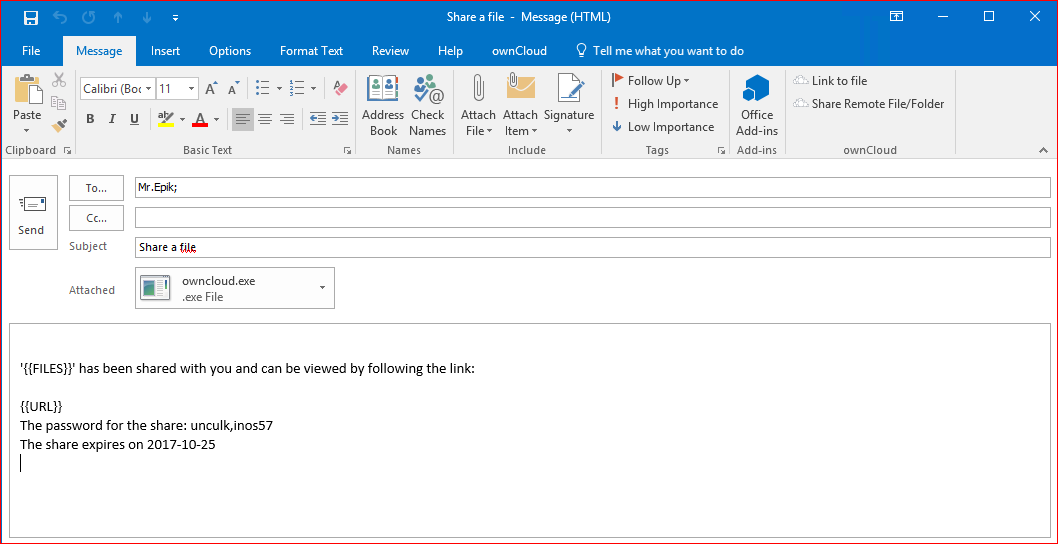 Share a file - Message (HTML)
File Message Insert Options Format Text Review Help ownCloud Tell me what you want to do
Paste
Clipboard
Calibri (Boc 11
B I U ab A
Basic Text
Address Book
Check Names
Names
Attach File
Attach Item
Signature
Include
Follow Up
High Importance
Low Importance
Tags
Office Add-ins
Add-ins
Link to file
Share Remote File/Folder
ownCloud
Send
To... Mr.Epik;
Cc...
Subject Share a file
Attached owncloud.exe
.exe File
'{{FILES}}' has been shared with you and can be viewed by following the link:
{{URL}}
The password for the share: unculk,inos57
The share expires on 2017-10-25